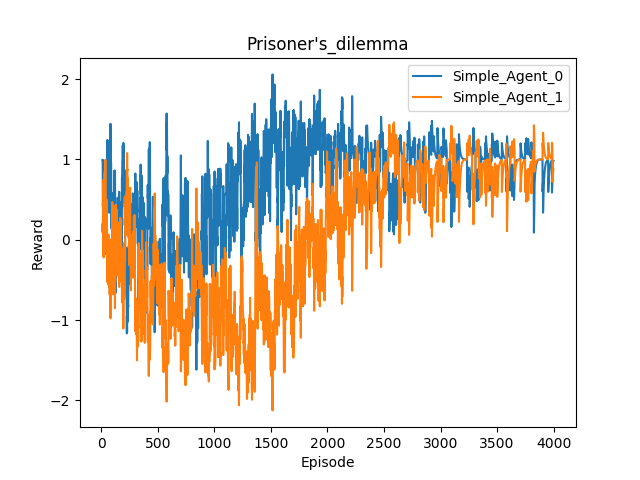 Prisoner's_dilemma
Simple_Agent_0
Simple_Agent_1
Reward
2
1
0
−1
−2
0 500 1000 1500 2000 2500 3000 3500 4000
Episode